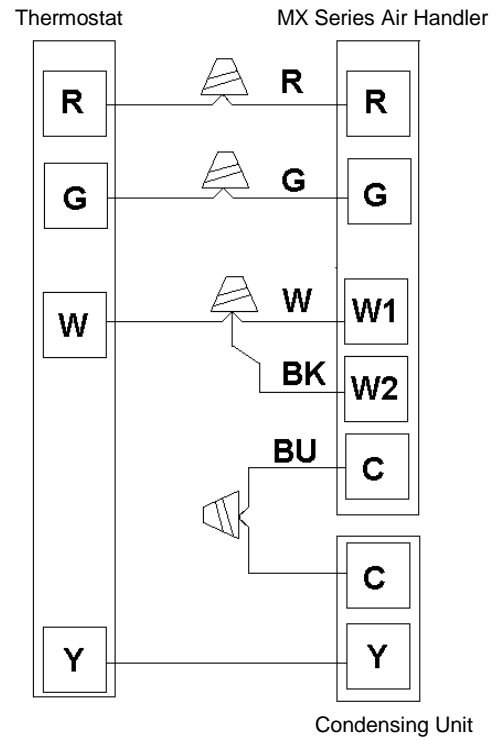 Thermostat MX Series Air Handler
R R R
G G G
W W W1
BK W2
BU C
C
Y Y
Condensing Unit